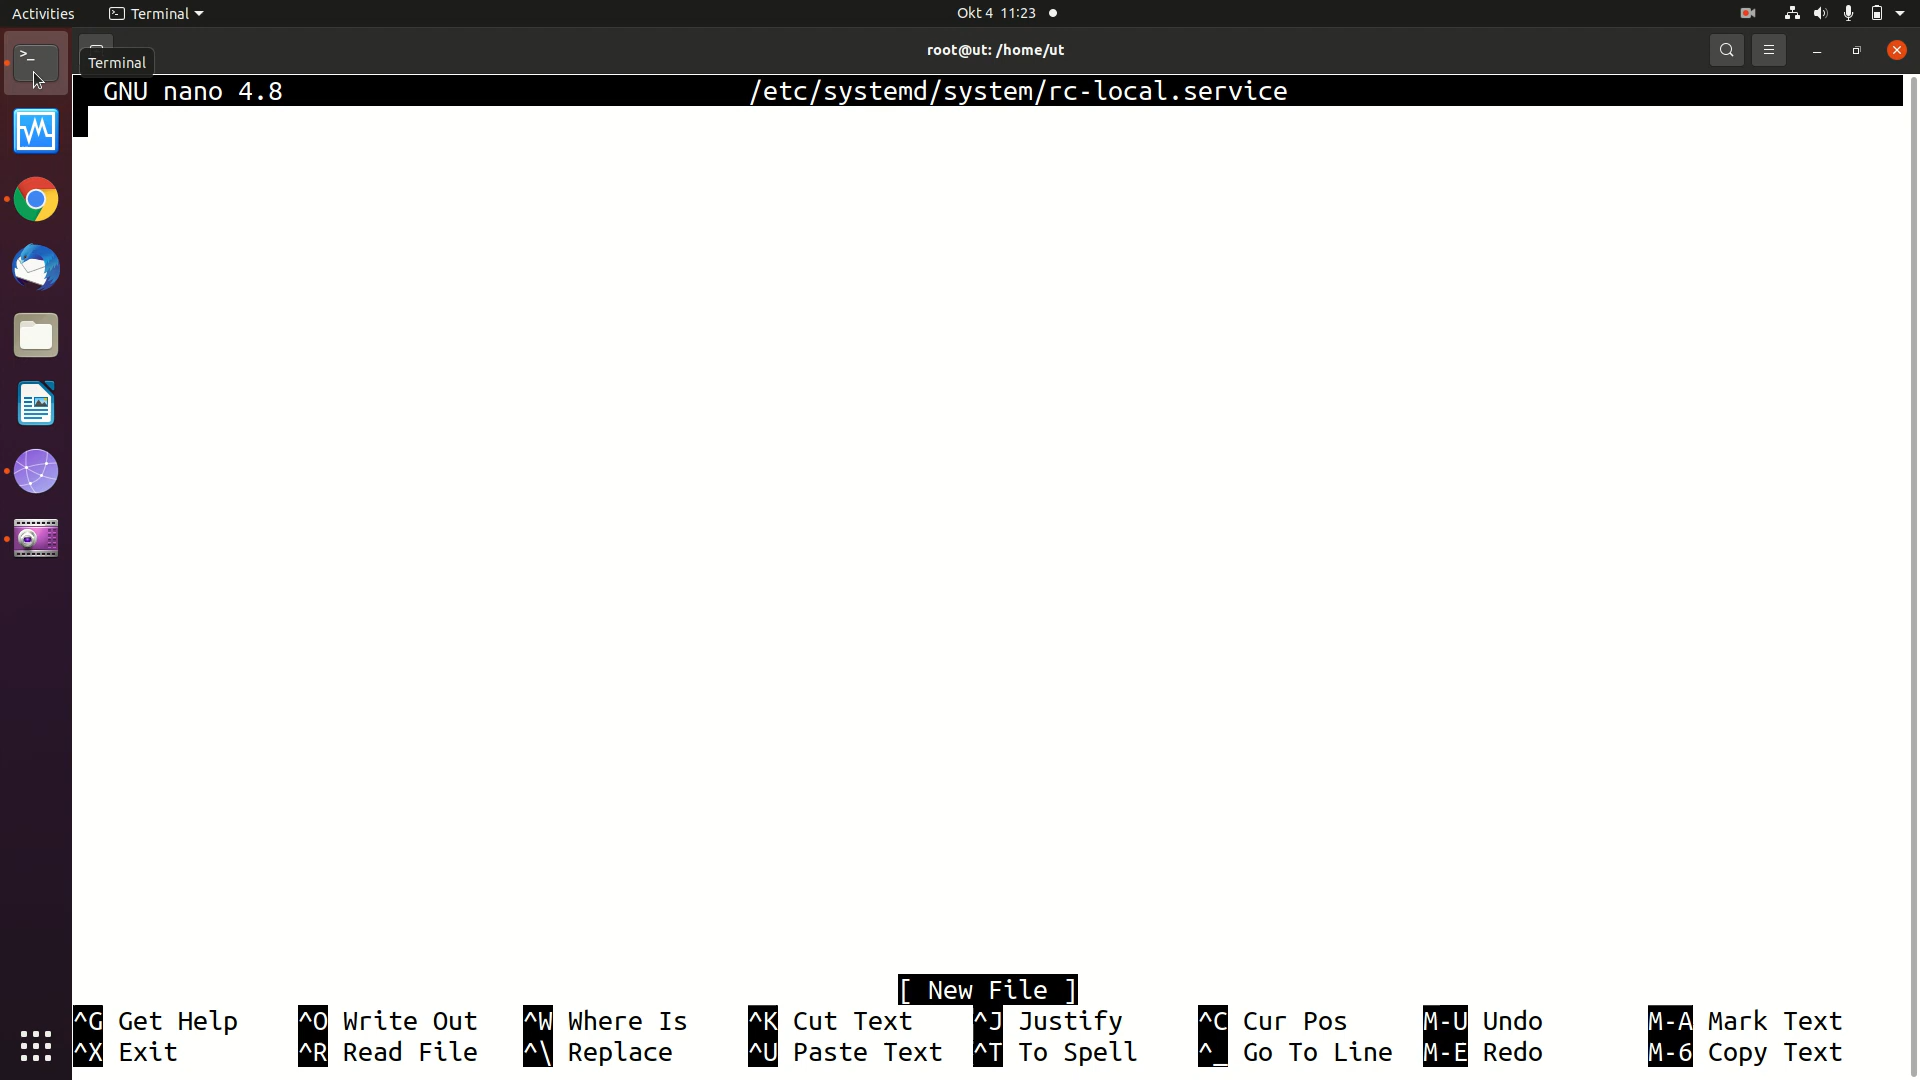 Activities Terminal Okt 4 11:23
root@ut: /home/ut
Terminal
GNU nano 4.8 /etc/systemd/system/rc-local.service
[ New File ]
^G Get Help ^O Write Out ^W Where Is ^K Cut Text ^J Justify ^C Cur Pos M-U Undo M-A Mark Text
^X Exit ^R Read File ^\ Replace ^U Paste Text ^T To Spell ^_ Go To Line M-E Redo M-6 Copy Text